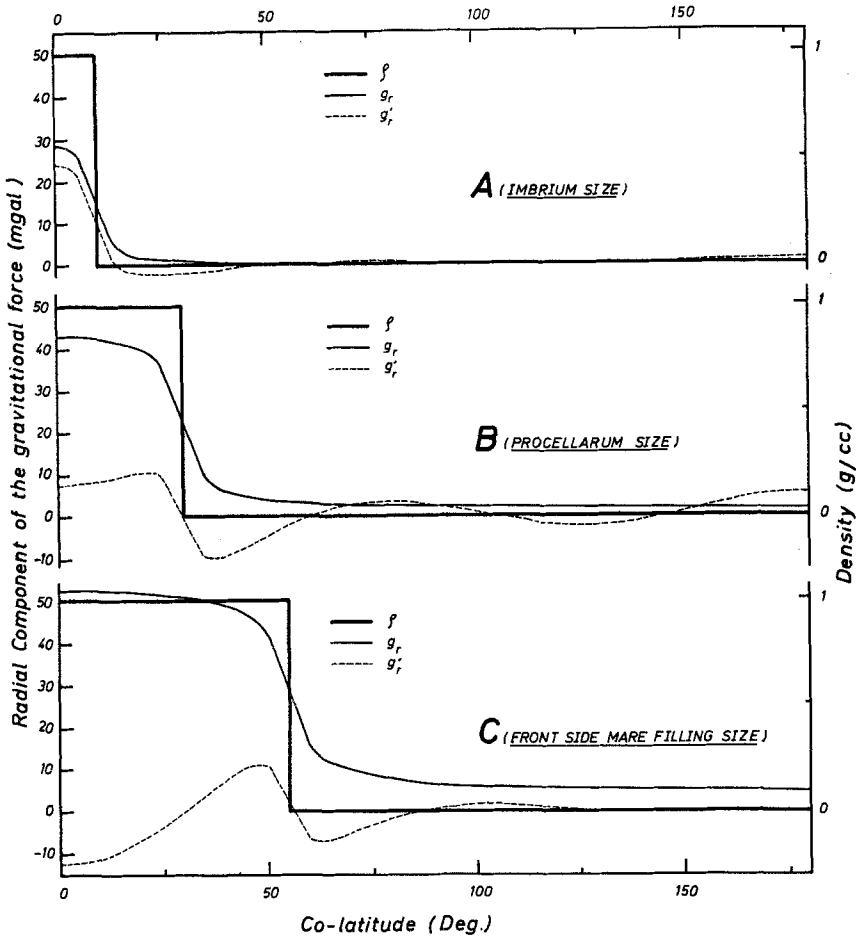 0 50 100 150
50
40
30
20
10
0
1
0
ρ
g_r
g'_r
A (IMBRIUM SIZE)
50
40
30
20
10
0
-10
1
0
ρ
g_r
g'_r
B (PROCELLARUM SIZE)
50
40
30
20
10
0
-10
1
0
ρ
g_r
g'_r
C (FRONT SIDE MARE FILLING SIZE)
0 50 100 150
Radial Component of the gravitational force (mgal)
Density (g/cc)
Co-latitude (Deg.)